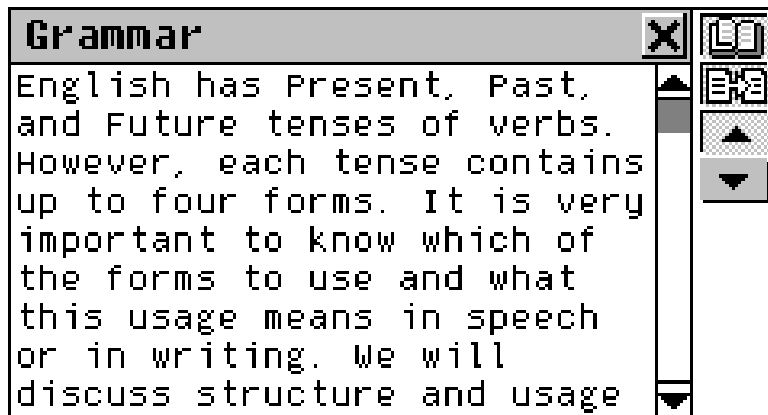 Grammar
English has Present, Past,
and Future tenses of verbs.
However, each tense contains
up to four forms. It is very
important to know which of
the forms to use and what
this usage means in speech
or in writing. We will
discuss structure and usage